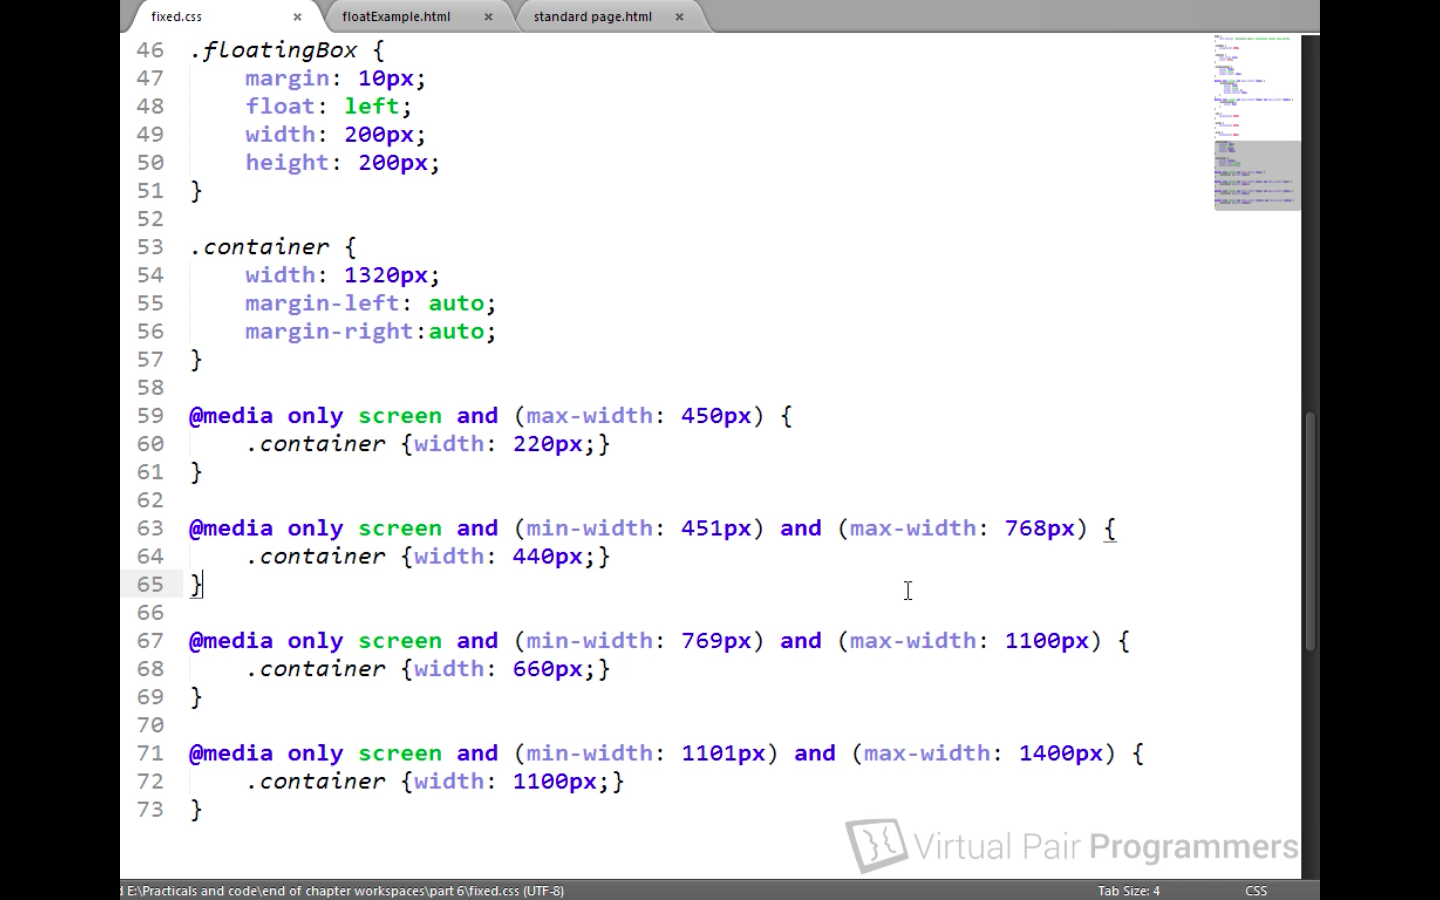 fixed.css × floatExample.html × standard page.html ×
46 .floatingBox {
47 margin: 10px;
48 float: left;
49 width: 200px;
50 height: 200px;
51 }
52
53 .container {
54 width: 1320px;
55 margin-left: auto;
56 margin-right:auto;
57 }
58
59 @media only screen and (max-width: 450px) {
60 .container {width: 220px;}
61 }
62
63 @media only screen and (min-width: 451px) and (max-width: 768px) {
64 .container {width: 440px;}
65 }
66
67 @media only screen and (min-width: 769px) and (max-width: 1100px) {
68 .container {width: 660px;}
69 }
70
71 @media only screen and (min-width: 1101px) and (max-width: 1400px) {
72 .container {width: 1100px;}
73 }
Virtual Pair Programmers
E:\Practicals and code\end of chapter workspaces\part 6\fixed.css (UTF-8) Tab Size: 4 CSS